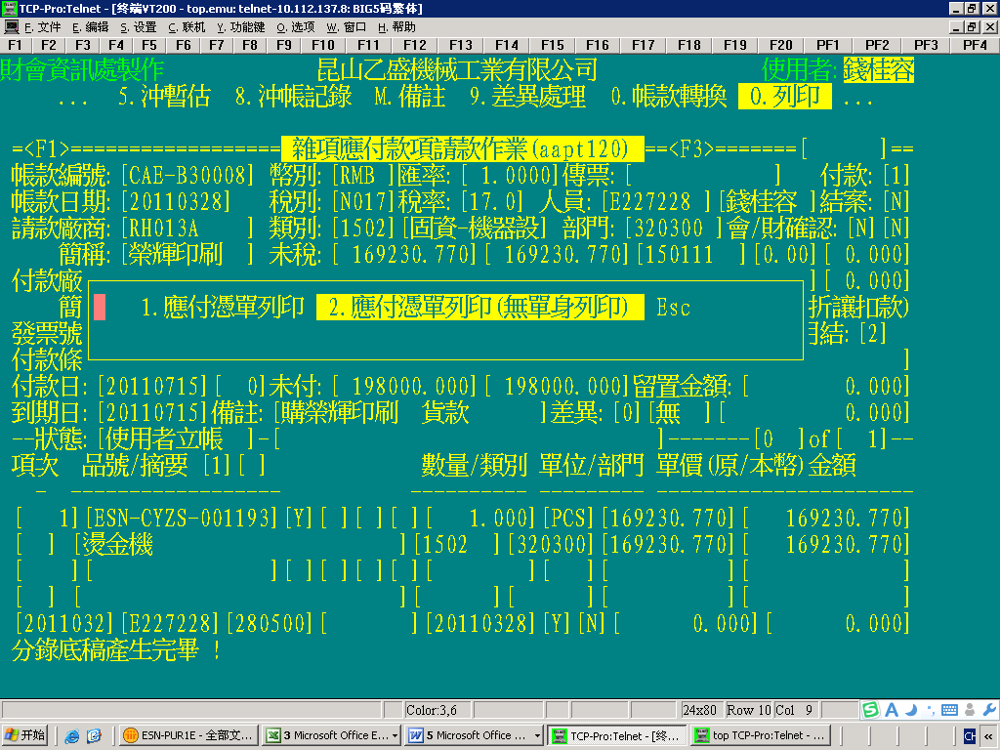 TCP-Pro:Telnet - [终端VT200 - top.emu: telnet-10.112.137.8: BIG5码繁体]
F. 文件 E. 编辑 S. 设置 C. 联机 Y. 功能键 O. 选项 W. 窗口 H. 帮助
F1 F2 F3 F4 F5 F6 F7 F8 F9 F10 F11 F12 F13 F14 F15 F16 F17 F18 F19 F20 PF1 PF2 PF3 PF4
財會資訊處製作 昆山乙盛機械工業有限公司 使用者:錢桂容
... 5.沖暫估 8.沖帳記錄 M.備註 9.差異處理 0.帳款轉換 0.列印 ...
=<F1>================== 雜項應付款項請款作業(aapt120) ==<F3>=======[ ]==
帳款編號:[CAE-B30008] 幣別:[RMB ]匯率:[ 1.0000]傳票:[ ] 付款:[1]
帳款日期:[20110328] 稅別:[N017]稅率:[17.0] 人員:[E227228 ][錢桂容 ]結案:[N]
請款廠商:[RH013A ] 類別:[1502][固資-機器設] 部門:[320300 ]會/財確認:[N][N]
簡稱:[榮輝印刷 ] 未稅:[ 169230.770][ 169230.770][150111 ][0.00][ 0.000]
付款廠 ][ 0.000]
簡 1.應付憑單列印 2.應付憑單列印(無單身列印) Esc 折讓扣款)
發票號 結:[2]
付款條 ]
付款日:[20110715][ 0]未付:[ 198000.000][ 198000.000]留置金額:[ 0.000]
到期日:[20110715]備註:[購榮輝印刷 貨款 ]差異:[0][無 ][ 0.000]
--狀態:[使用者立帳 ]-[ ]-------[0 ]of[ 1]--
項次 品號/摘要 [1][ ] 數量/類別 單位/部門 單價(原/本幣)金額
- ---------------- ---------- --------- ----------- ---------
[ 1][ESN-CYZS-001193][Y][ ][ ][ ][ 1.000][PCS][169230.770][ 169230.770]
[ ] [燙金機 ][1502 ][320300][169230.770][ 169230.770]
[ ][ ][ ][ ][ ][ ][ ][ ][ ][ ]
[ ] [ ][ ][ ][ ][ ]
[2011032][E227228][280500][ ][20110328][Y][N][ 0.000][ 0.000]
分錄底稿產生完畢 !
Color:3,6 24x80 Row 10 Col 9
开始 ESN-PUR1E - 全部文... 3 Microsoft Office E... 5 Microsoft Office ... TCP-Pro:Telnet - [终... top TCP-Pro:Telnet - ... CH «